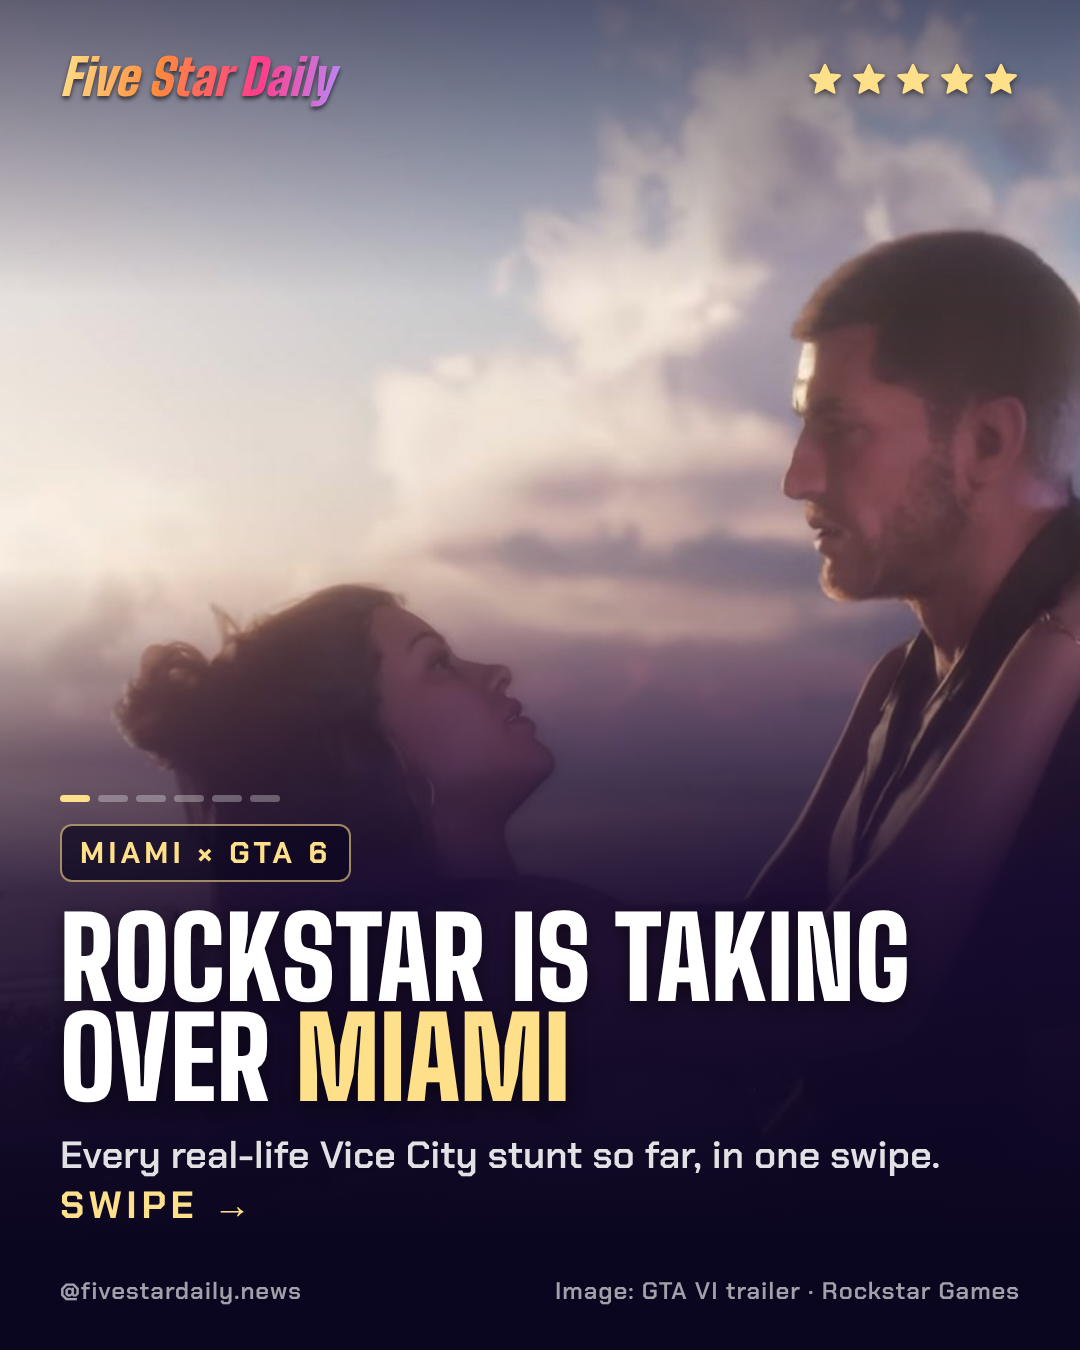 Five Star Daily
MIAMI × GTA 6
ROCKSTAR IS TAKING
OVER MIAMI
Every real-life Vice City stunt so far, in one swipe.
SWIPE →
@fivestardaily.news
Image: GTA VI trailer · Rockstar Games